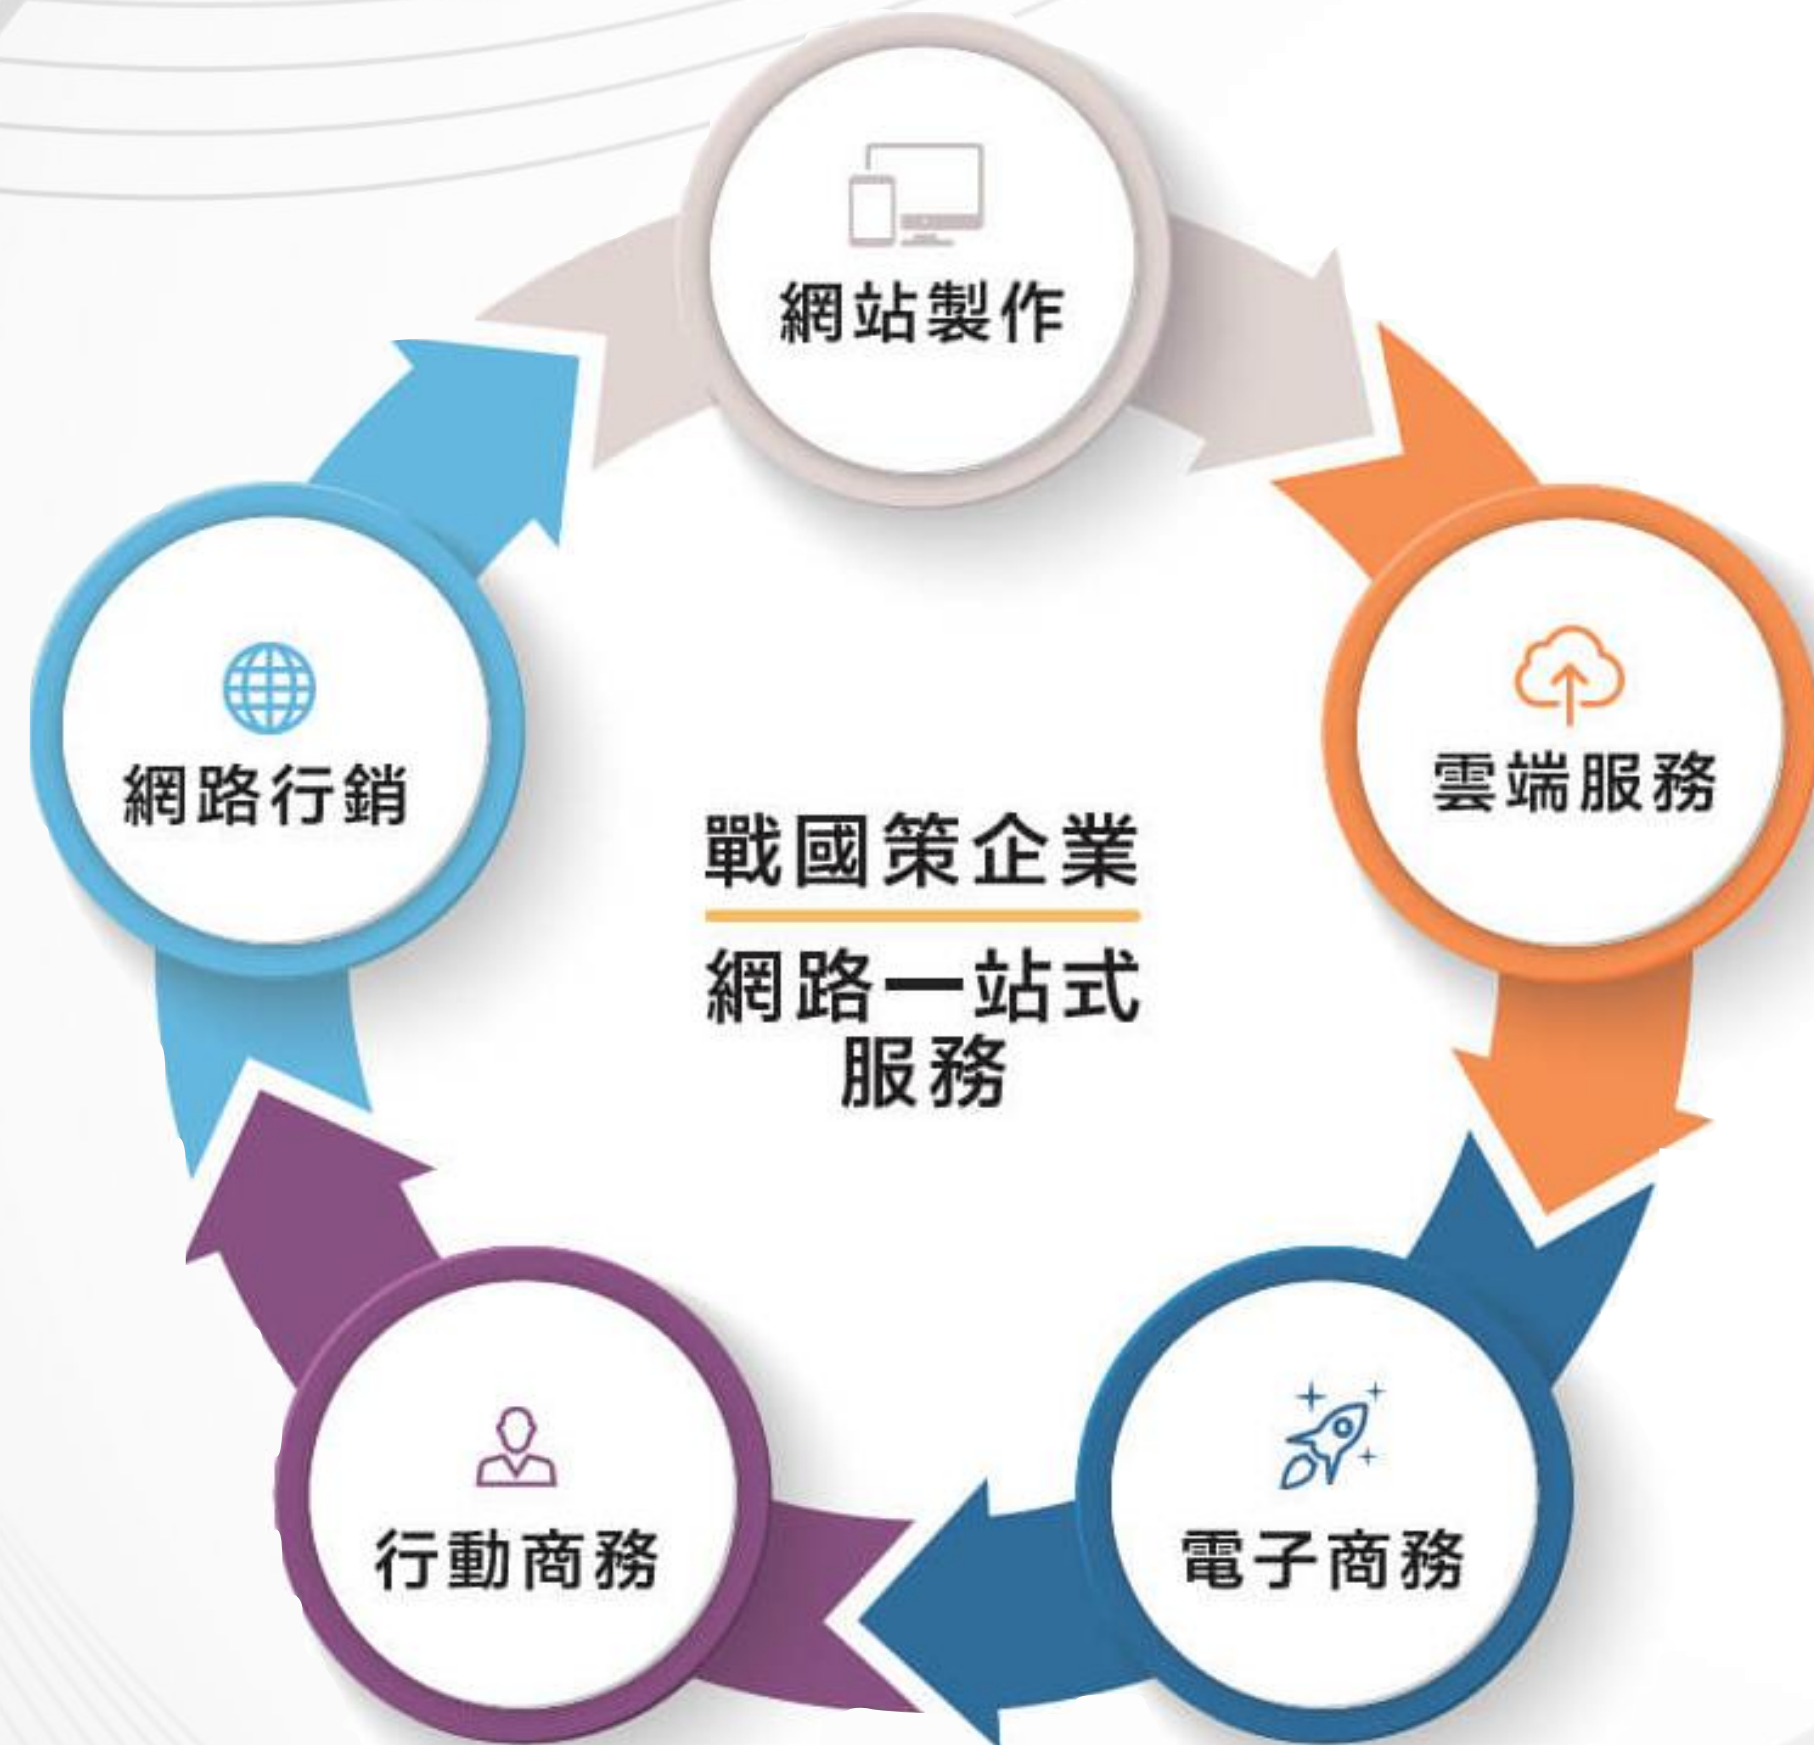 網站製作
雲端服務
網路行銷
戰國策企業
網路一站式
服務
行動商務
電子商務